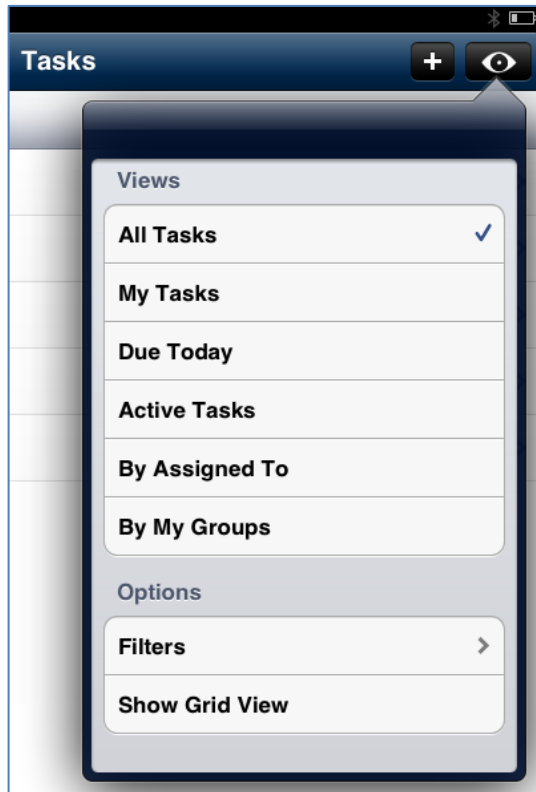 Tasks
+
Views
All Tasks
My Tasks
Due Today
Active Tasks
By Assigned To
By My Groups
Options
Filters
Show Grid View